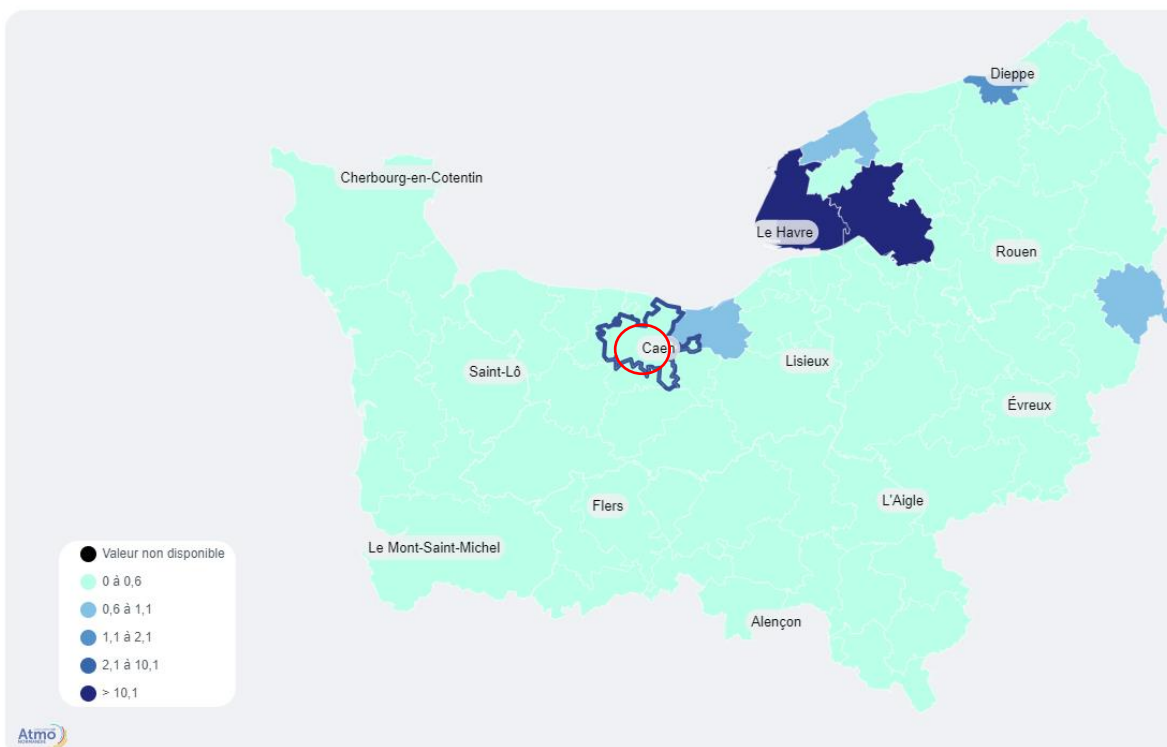 Dieppe
Cherbourg-en-Cotentin
Le Havre
Rouen
Caen
Lisieux
Saint-Lô
Évreux
L'Aigle
Flers
Le Mont-Saint-Michel
Alençon
Valeur non disponible
0 à 0,6
0,6 à 1,1
1,1 à 2,1
2,1 à 10,1
> 10,1
Atmo
NORMANDIE